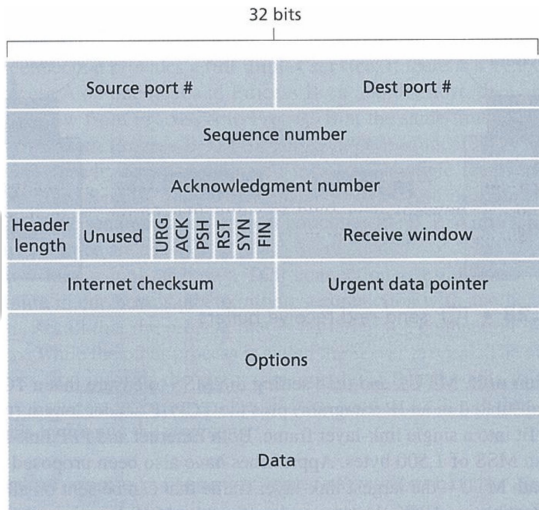 32 bits
Source port # Dest port #
Sequence number
Acknowledgment number
Header length Unused URG ACK PSH RST SYN FIN Receive window
Internet checksum Urgent data pointer
Options
Data